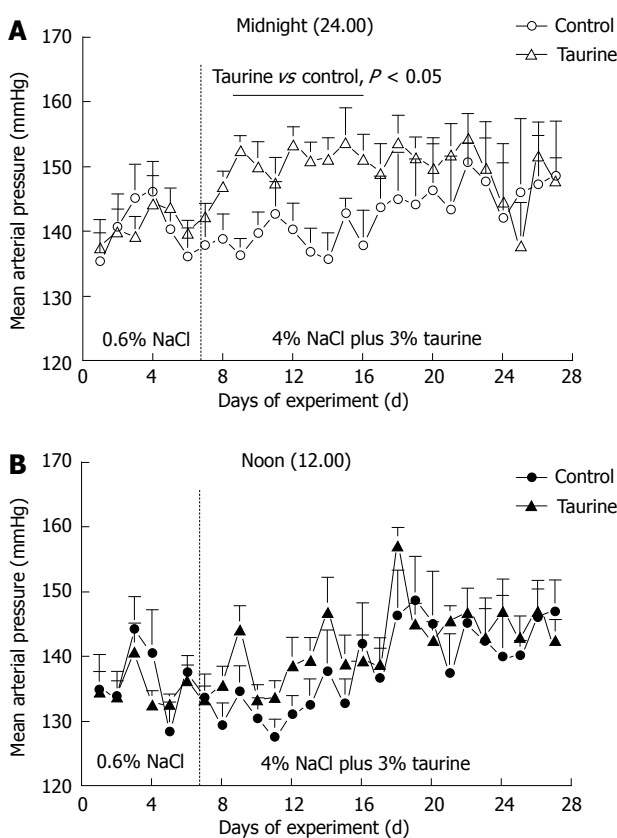 A
Midnight (24.00)
Control
Taurine
Taurine vs control, P < 0.05
Mean arterial pressure (mmHg)
170
160
150
140
130
120
0.6% NaCl
4% NaCl plus 3% taurine
0 4 8 12 16 20 24 28
Days of experiment (d)
B
Noon (12.00)
Control
Taurine
Mean arterial pressure (mmHg)
170
160
150
140
130
120
0.6% NaCl
4% NaCl plus 3% taurine
0 4 8 12 16 20 24 28
Days of experiment (d)